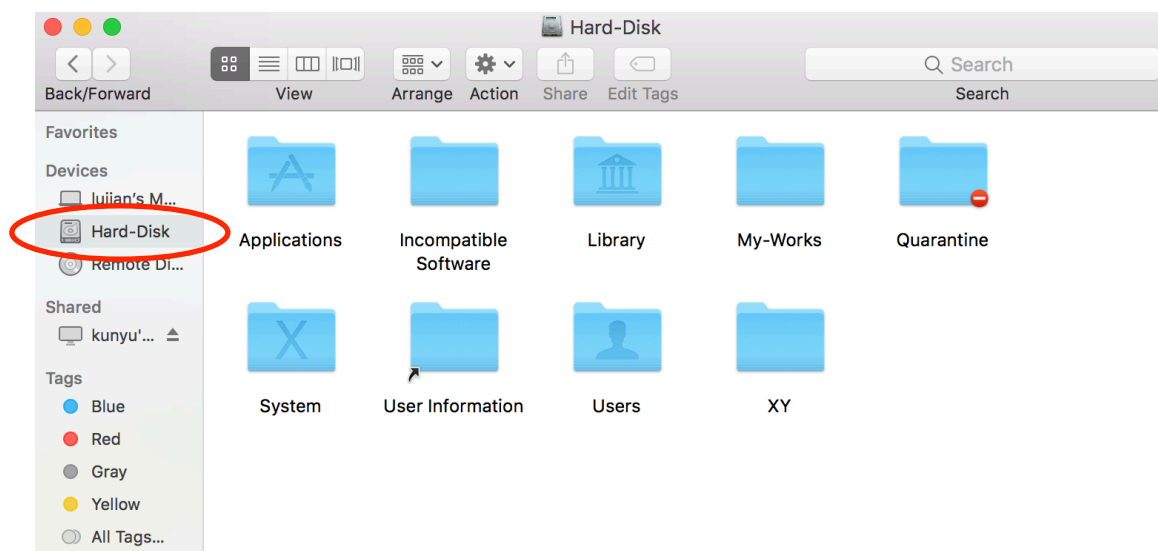 Hard-Disk
Search
Back/Forward View Arrange Action Share Edit Tags Search
Favorites
Devices
lujian's M...
Hard-Disk
Remote Di...
Shared
kunyu'...
Tags
Blue
Red
Gray
Yellow
All Tags...
Applications Incompatible Software Library My-Works Quarantine
System User Information Users XY